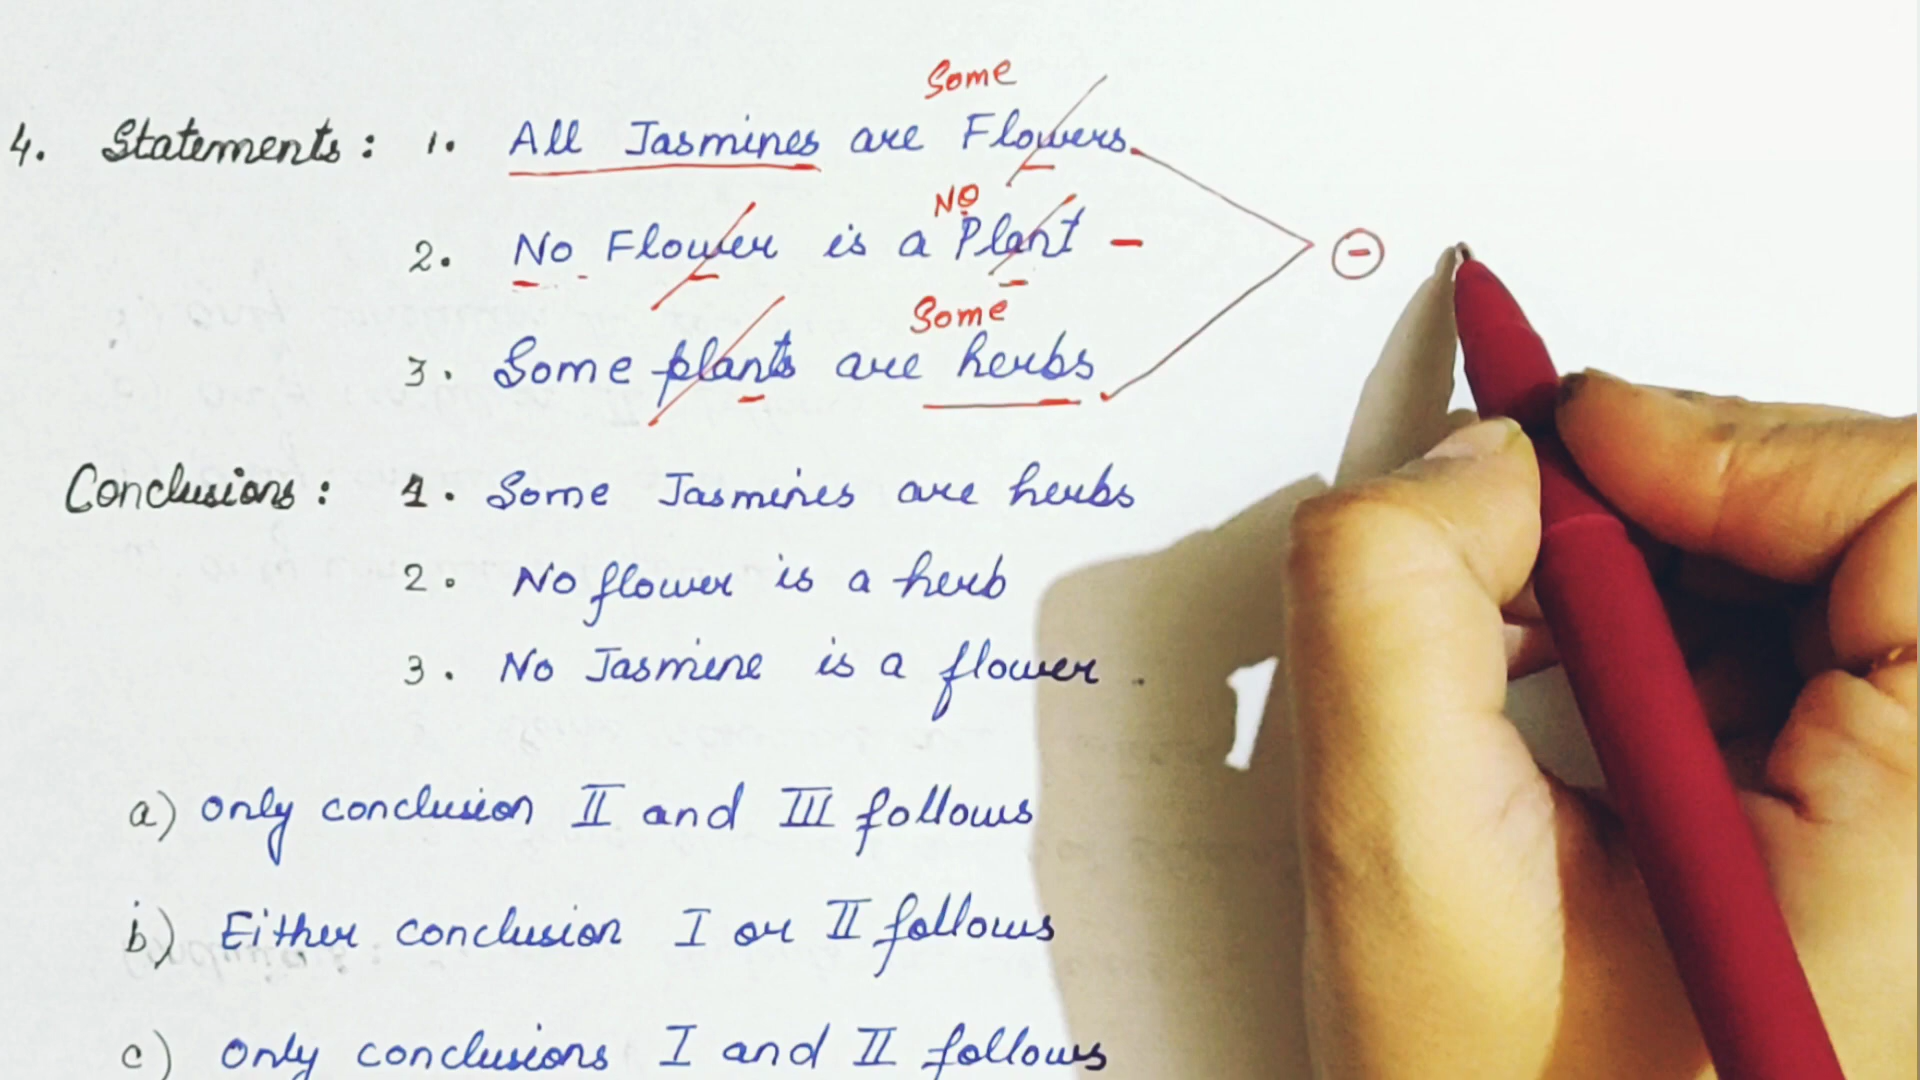 Some
4. Statements: 1. All Jasmines are Flowers.
NO
2. No Flower is a Plant -
Some
3. Some plants are herbs
-
Conclusions: 1. Some Jasmines are herbs
2. No flower is a herb
3. No Jasmine is a flower.
a) only conclusion II and III follows
b) Either conclusion I or II follows
c) only conclusions I and II follows